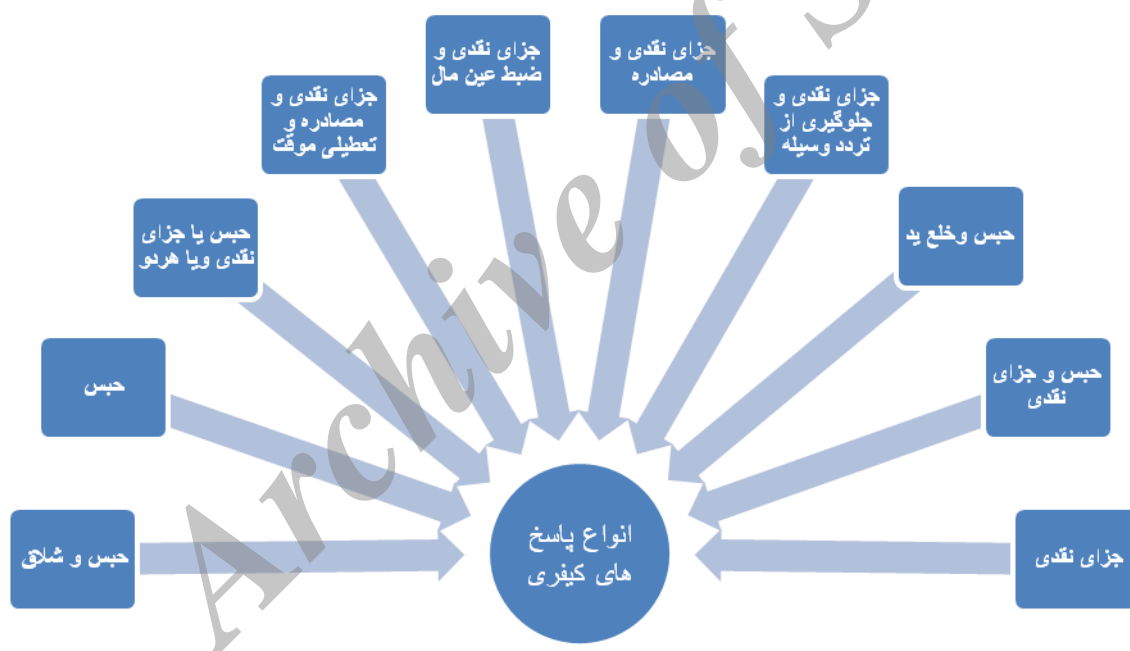 جزای نقدی و
مصادره
جزای نقدی و
ضبط عین مال
جزای نقدی و
جلوگیری از
تردد وسیله
جزای نقدی و
مصادره و
تعطیلی موقت
حبس وخلع ید
حبس یا جزای
نقدی ویا هردو
حبس و جزای
نقدی
حبس
جزای نقدی
انواع پاسخ
های کیفری
حبس و شلاق
Archive of S